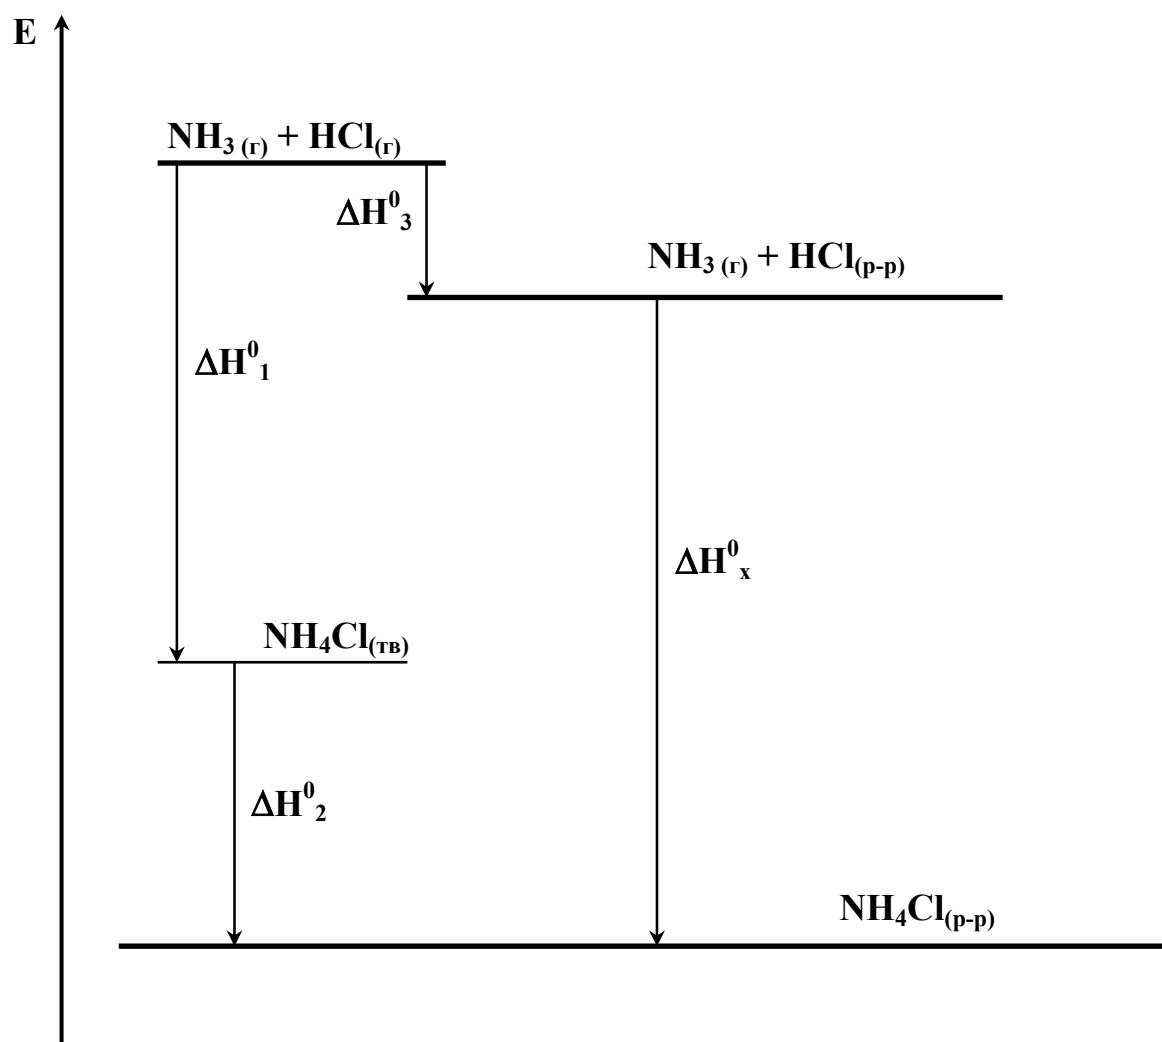 E
NH₃ (г) + HCl(г)
ΔH⁰₃
NH₃ (г) + HCl(р-р)
ΔH⁰₁
ΔH⁰ₓ
NH₄Cl(тв)
ΔH⁰₂
NH₄Cl(р-р)